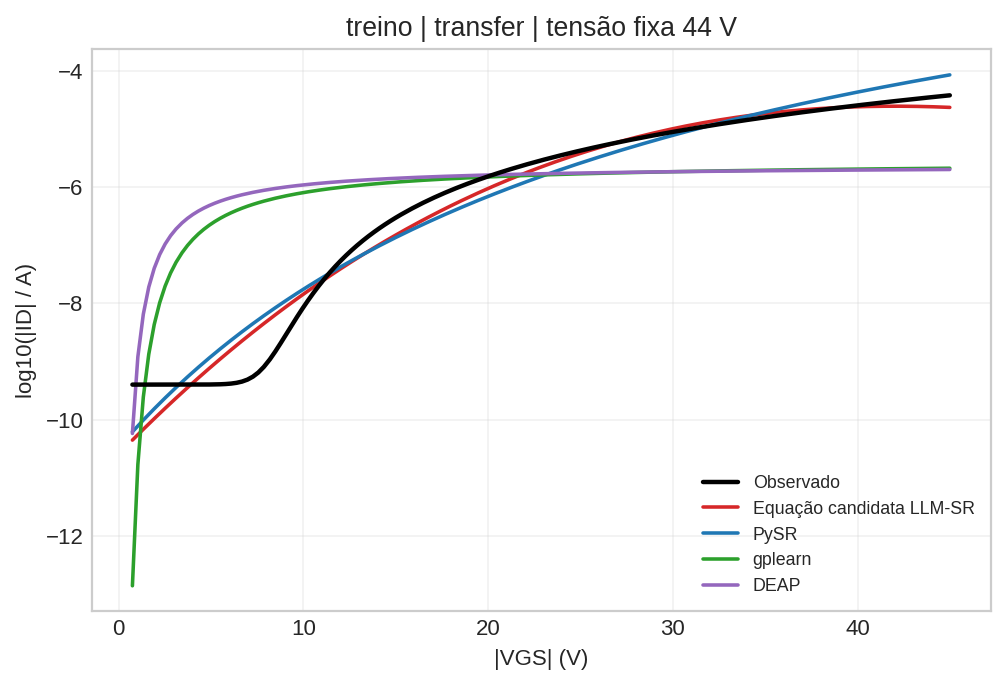 treino | transfer | tensão fixa 44 V
log10(|ID| / A)
−4
−6
−8
−10
−12
0
10
20
30
40
|VGS| (V)
Observado
Equação candidata LLM-SR
PySR
gplearn
DEAP